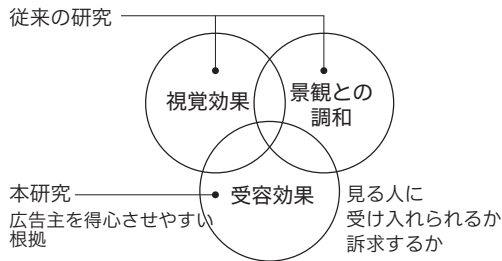 従来の研究
視覚効果
景観との
調和
本研究
広告主を得心させやすい
根拠
受容効果
見る人に
受け入れられるか
訴求するか